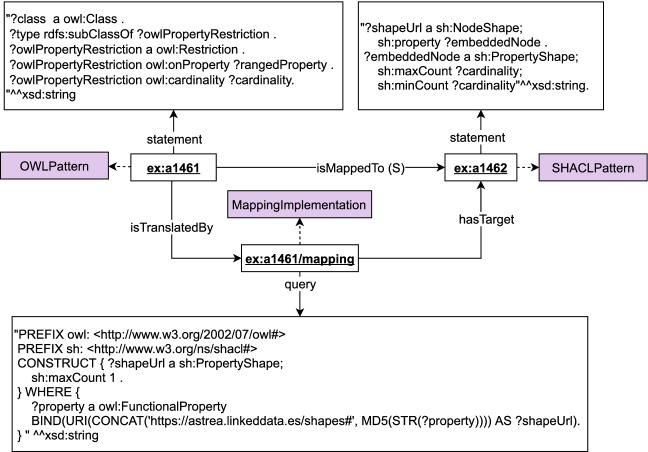 "?class  a owl:Class .
?type rdfs:subClassOf ?owlPropertyRestriction .
?owlPropertyRestriction a owl:Restriction .
?owlPropertyRestriction owl:onProperty ?rangedProperty .
?owlPropertyRestriction owl:cardinality ?cardinality.
"^^xsd:string
"?shapeUrl a sh:NodeShape;
sh:property ?embeddedNode .
?embeddedNode a sh:PropertyShape;
sh:maxCount ?cardinality;
sh:minCount ?cardinality"^^xsd:string.
statement
statement
OWLPattern
ex:a1461
isMappedTo (S)
ex:a1462
SHACLPattern
MappingImplementation
isTranslatedBy
hasTarget
ex:a1461/mapping
query
"PREFIX owl: <http://www.w3.org/2002/07/owl#>
PREFIX sh: <http://www.w3.org/ns/shacl#>
CONSTRUCT { ?shapeUrl a sh:PropertyShape;
sh:maxCount 1 .
} WHERE {
?property a owl:FunctionalProperty
BIND(URI(CONCAT('https://astrea.linkeddata.es/shapes#', MD5(STR(?property)))) AS ?shapeUrl).
} " ^^xsd:string